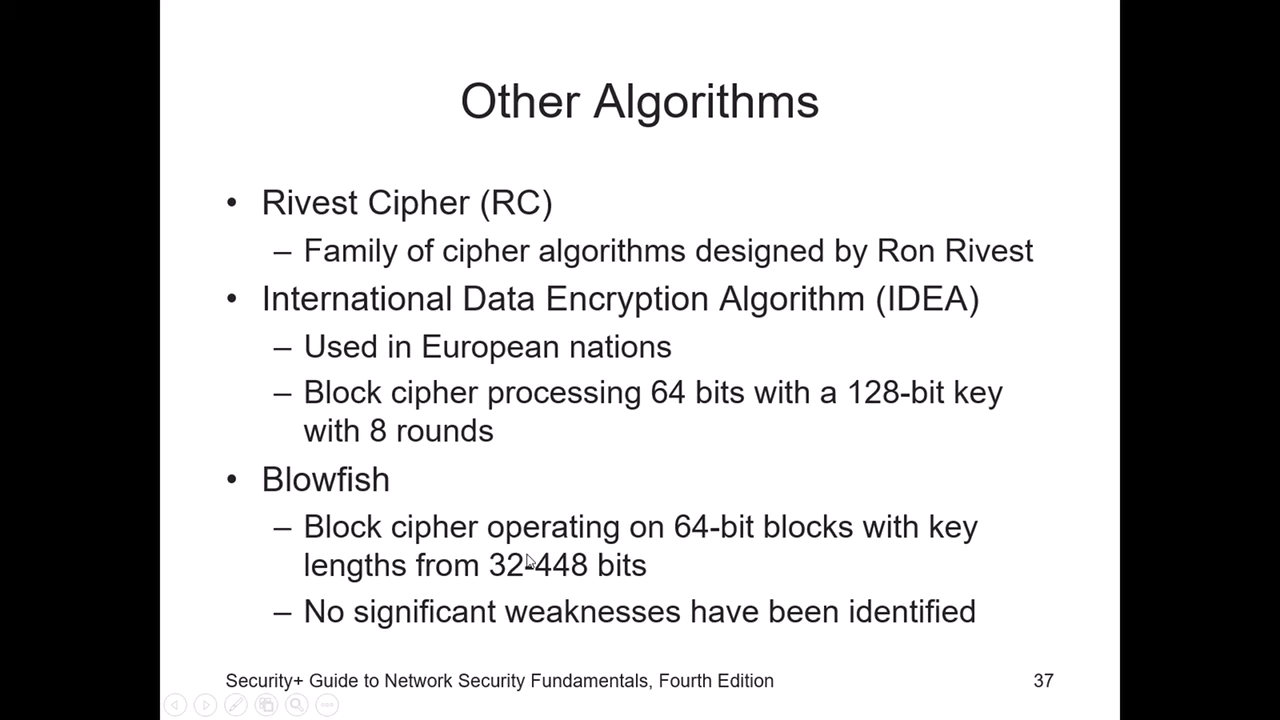 Other Algorithms
• Rivest Cipher (RC)
– Family of cipher algorithms designed by Ron Rivest
• International Data Encryption Algorithm (IDEA)
– Used in European nations
– Block cipher processing 64 bits with a 128-bit key
with 8 rounds
• Blowfish
– Block cipher operating on 64-bit blocks with key
lengths from 32-448 bits
– No significant weaknesses have been identified
Security+ Guide to Network Security Fundamentals, Fourth Edition 37